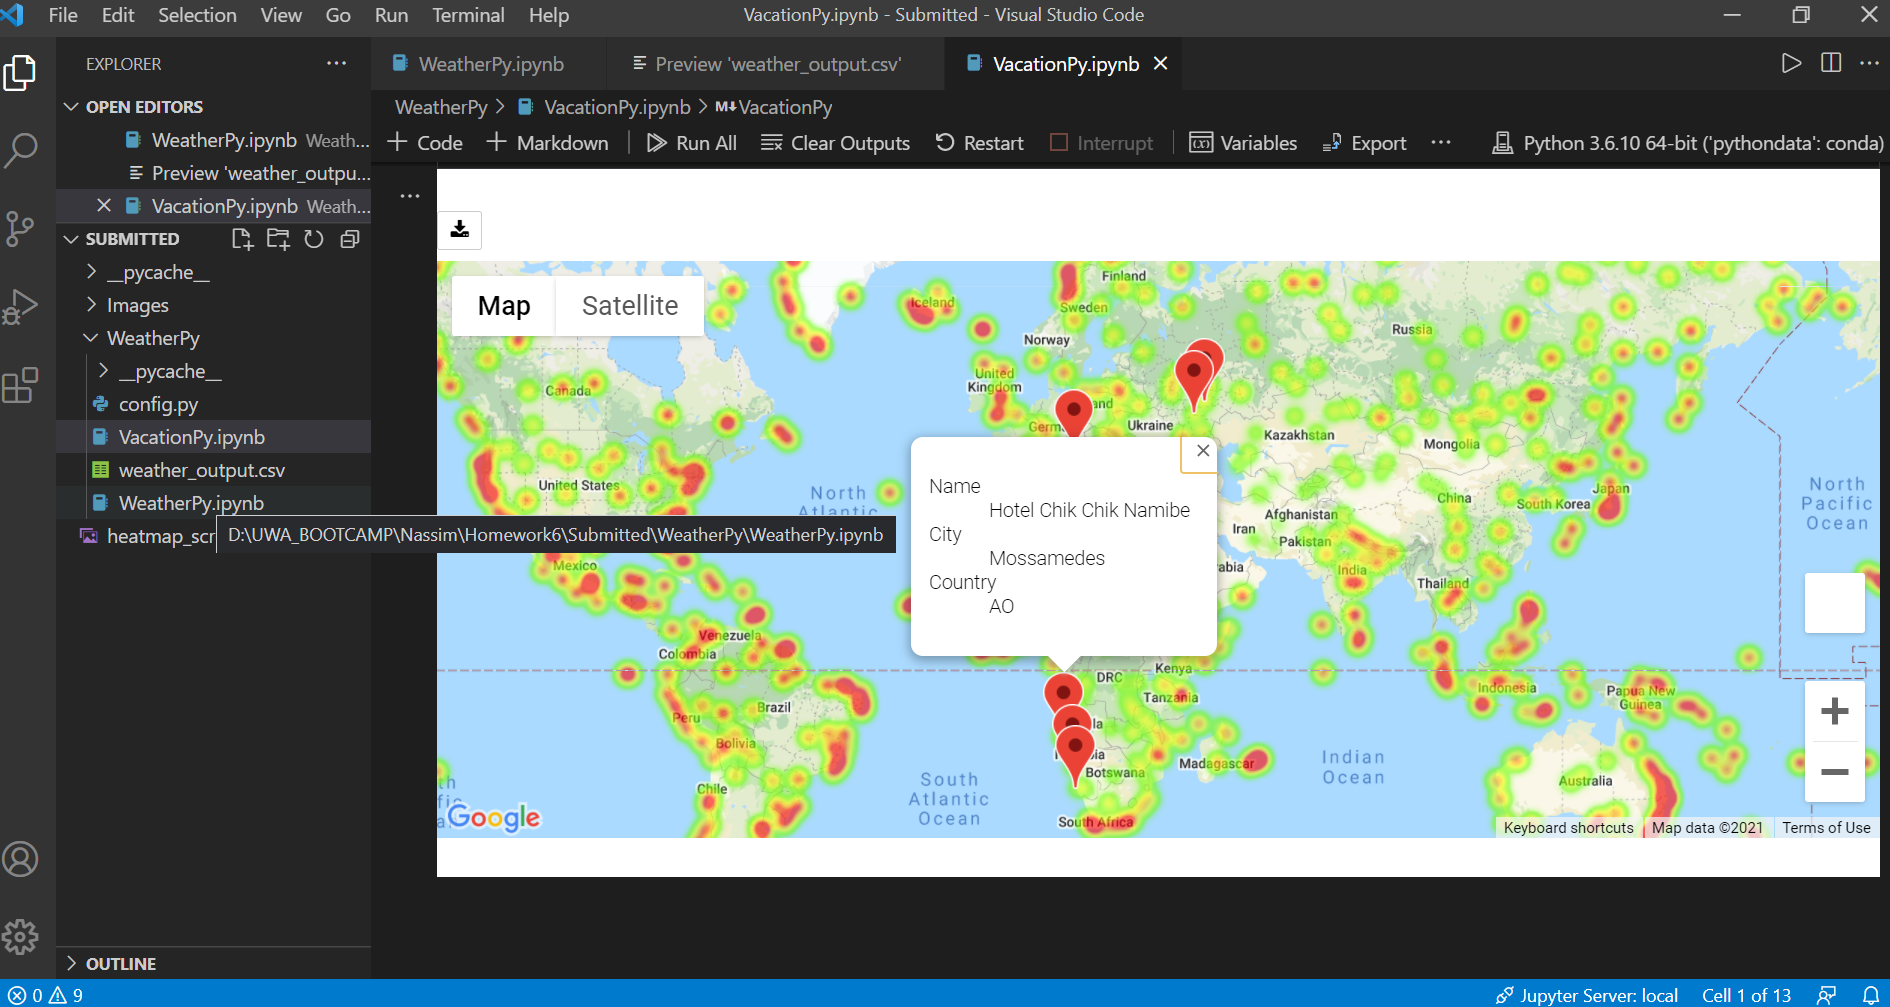 File Edit Selection View Go Run Terminal Help VacationPy.ipynb - Submitted - Visual Studio Code
EXPLORER
OPEN EDITORS
WeatherPy.ipynb Weath...
Preview 'weather_outpu...
VacationPy.ipynb Weath...
SUBMITTED
__pycache__
Images
WeatherPy
__pycache__
config.py
VacationPy.ipynb
weather_output.csv
WeatherPy.ipynb
heatmap_scr
D:\UWA_BOOTCAMP\Nassim\Homework6\Submitted\WeatherPy\WeatherPy.ipynb
OUTLINE
WeatherPy.ipynb Preview 'weather_output.csv' VacationPy.ipynb
WeatherPy > VacationPy.ipynb > M↓VacationPy
+ Code + Markdown Run All Clear Outputs Restart Interrupt Variables Export Python 3.6.10 64-bit ('pythondata': conda)
Map Satellite
Finland
Iceland
Sweden
Russia
Norway
United
Kingdom
Canada
and
Germ
Ukraine
Kazakhstan
Mongolia
United States
North
Atlantic
China
South Korea
Japan
North
Pacific
Ocean
Afghanistan
Iran
Pakistan
Mexico
abia
India
Thailand
Name
Hotel Chik Chik Namibe
City
Mossamedes
Country
AO
Venezuela
Colombia
Kenya
DRC
Tanzania
Indonesia
Papua New
Guinea
Brazil
Peru
la
Bolivia
ia
Botswana
Madagascar
Indian
Ocean
Chile
South
Atlantic
Ocean
Australia
South Africa
Google
Keyboard shortcuts Map data ©2021 Terms of Use
0 9 Jupyter Server: local Cell 1 of 13